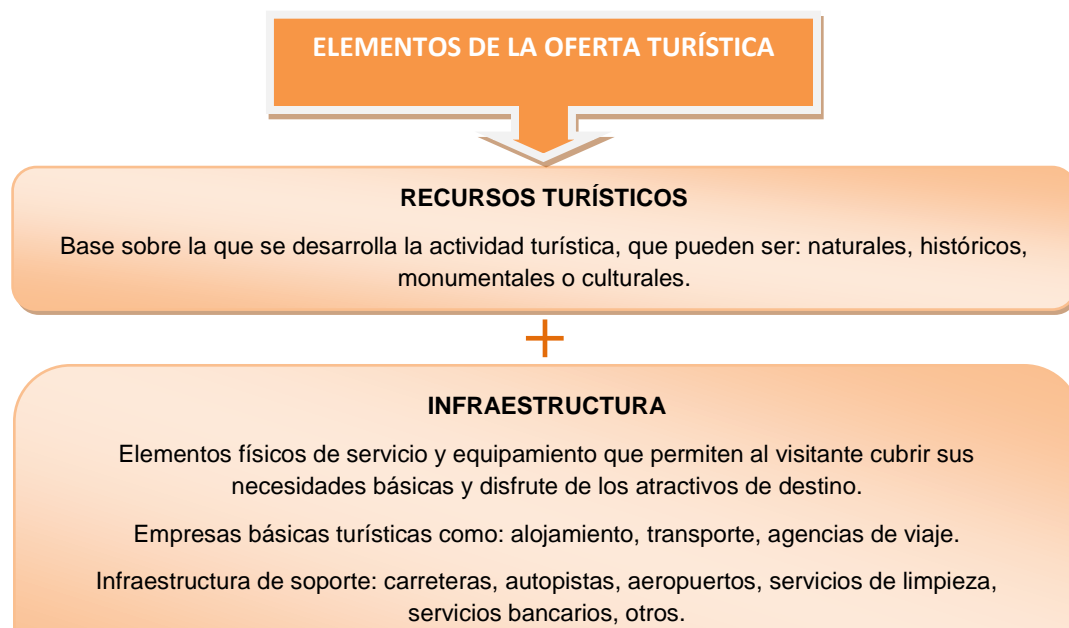 ELEMENTOS DE LA OFERTA TURÍSTICA
RECURSOS TURÍSTICOS
Base sobre la que se desarrolla la actividad turística, que pueden ser: naturales, históricos,
monumentales o culturales.
+
INFRAESTRUCTURA
Elementos físicos de servicio y equipamiento que permiten al visitante cubrir sus
necesidades básicas y disfrute de los atractivos de destino.
Empresas básicas turísticas como: alojamiento, transporte, agencias de viaje.
Infraestructura de soporte: carreteras, autopistas, aeropuertos, servicios de limpieza,
servicios bancarios, otros.